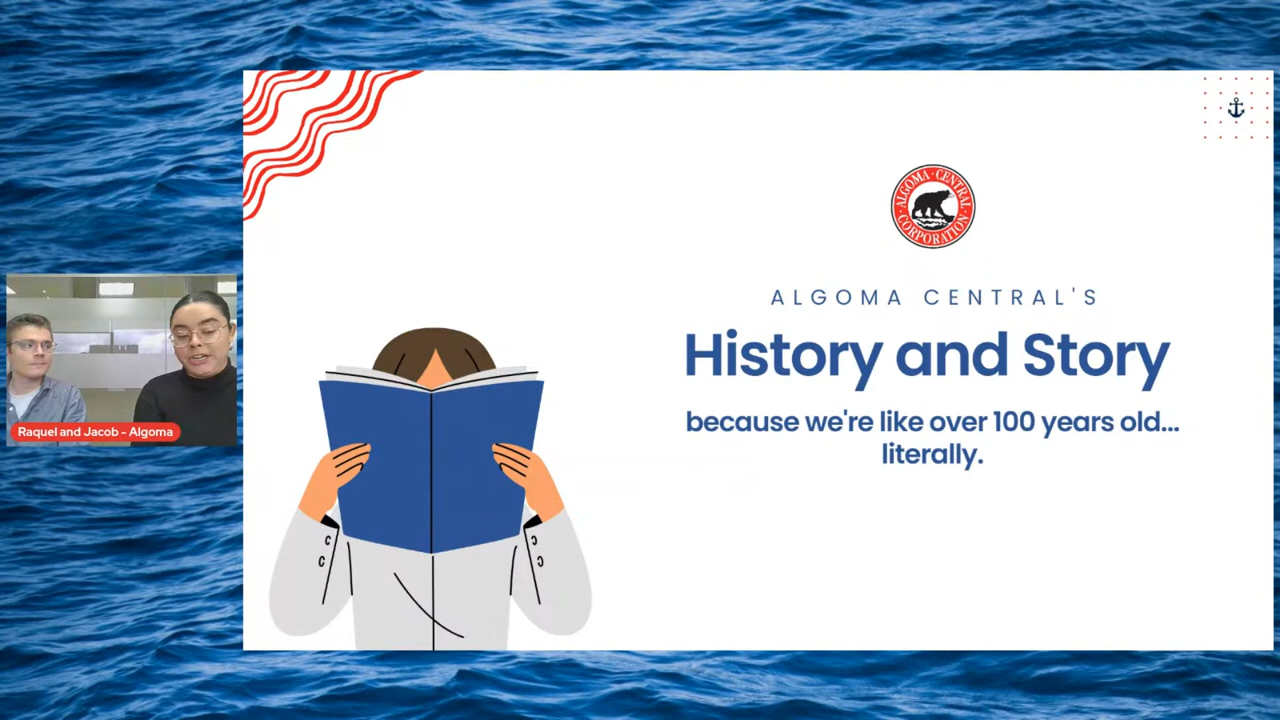 ALGOMA · CENTRAL
CORPORATION
ALGOMA CENTRAL'S
History and Story
because we're like over 100 years old...
literally.
Raquel and Jacob - Algoma